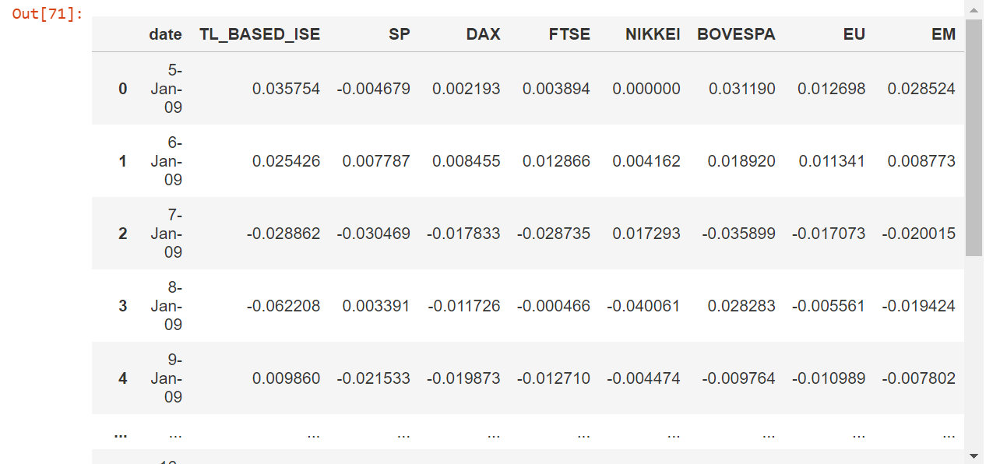 Out[71]:
date TL_BASED_ISE SP DAX FTSE NIKKEI BOVESPA EU EM
0 5-Jan-09 0.035754 -0.004679 0.002193 0.003894 0.000000 0.031190 0.012698 0.028524
1 6-Jan-09 0.025426 0.007787 0.008455 0.012866 0.004162 0.018920 0.011341 0.008773
2 7-Jan-09 -0.028862 -0.030469 -0.017833 -0.028735 0.017293 -0.035899 -0.017073 -0.020015
3 8-Jan-09 -0.062208 0.003391 -0.011726 -0.000466 -0.040061 0.028283 -0.005561 -0.019424
4 9-Jan-09 0.009860 -0.021533 -0.019873 -0.012710 -0.004474 -0.009764 -0.010989 -0.007802
... ... ... ... ... ... ... ... ... ...